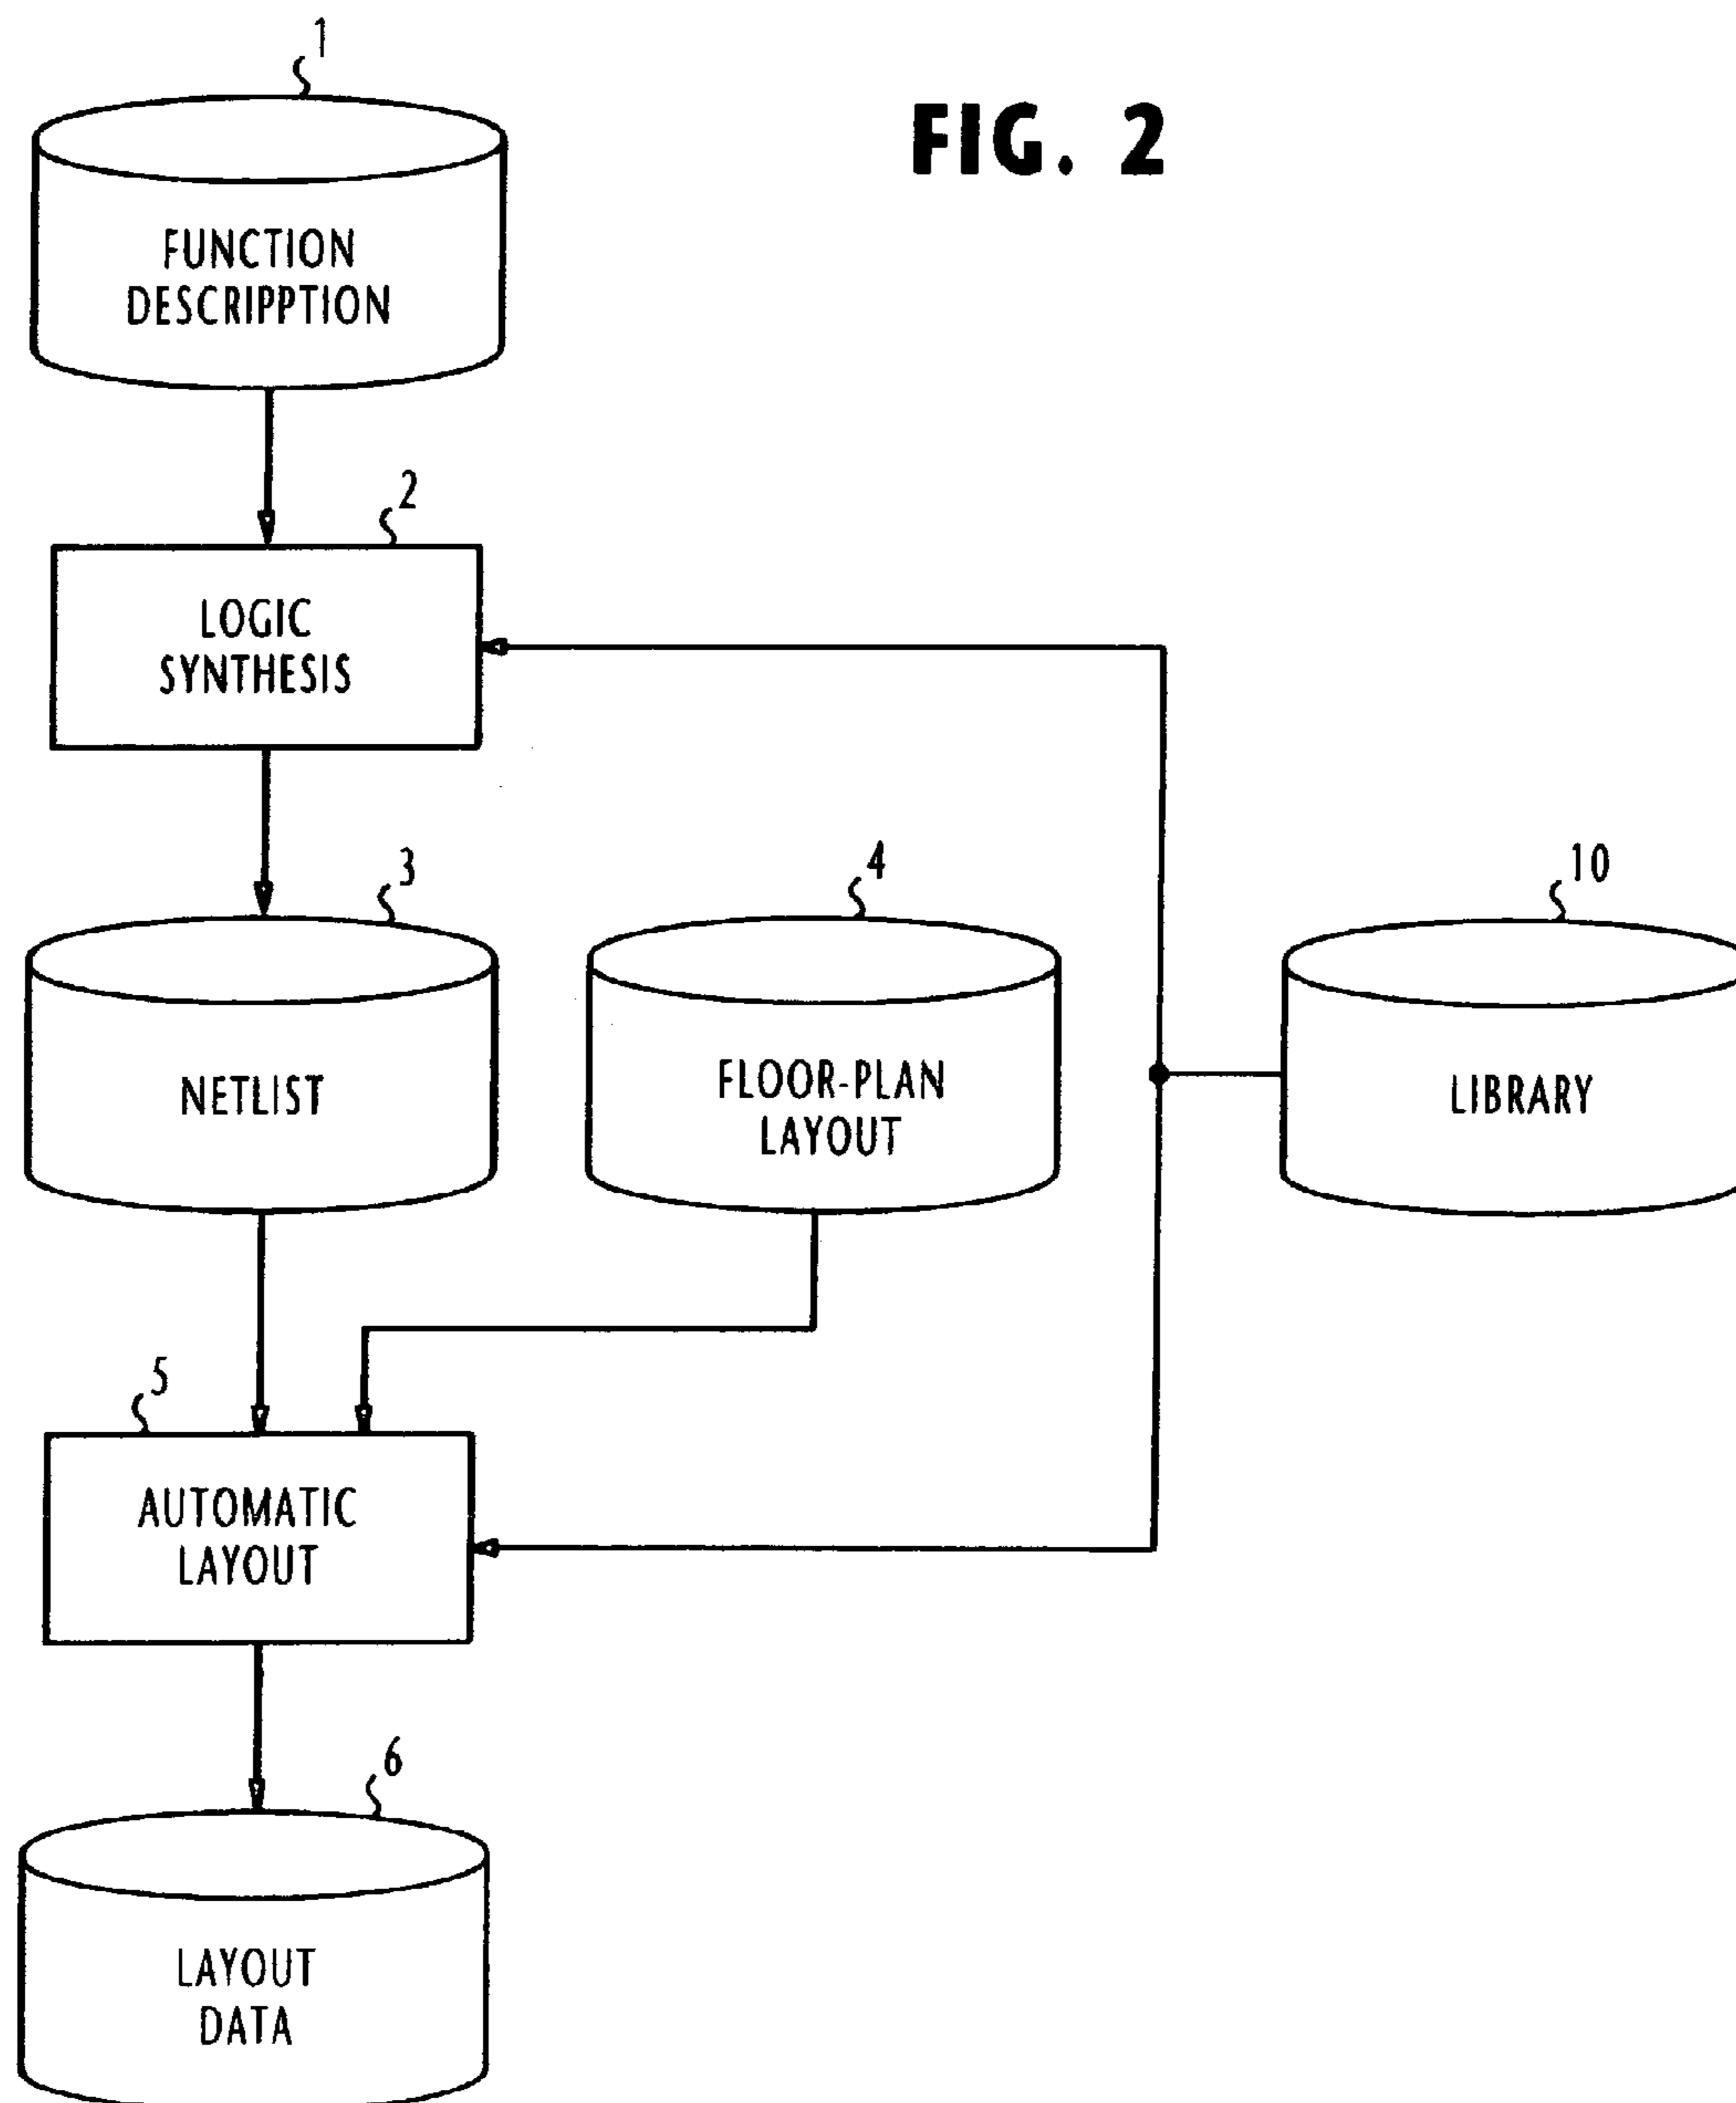 FIG. 2
1
FUNCTION
DESCRIPPTION
2
LOGIC
SYNTHESIS
3
NETLIST
4
FLOOR-PLAN
LAYOUT
10
LIBRARY
5
AUTOMATIC
LAYOUT
6
LAYOUT
DATA